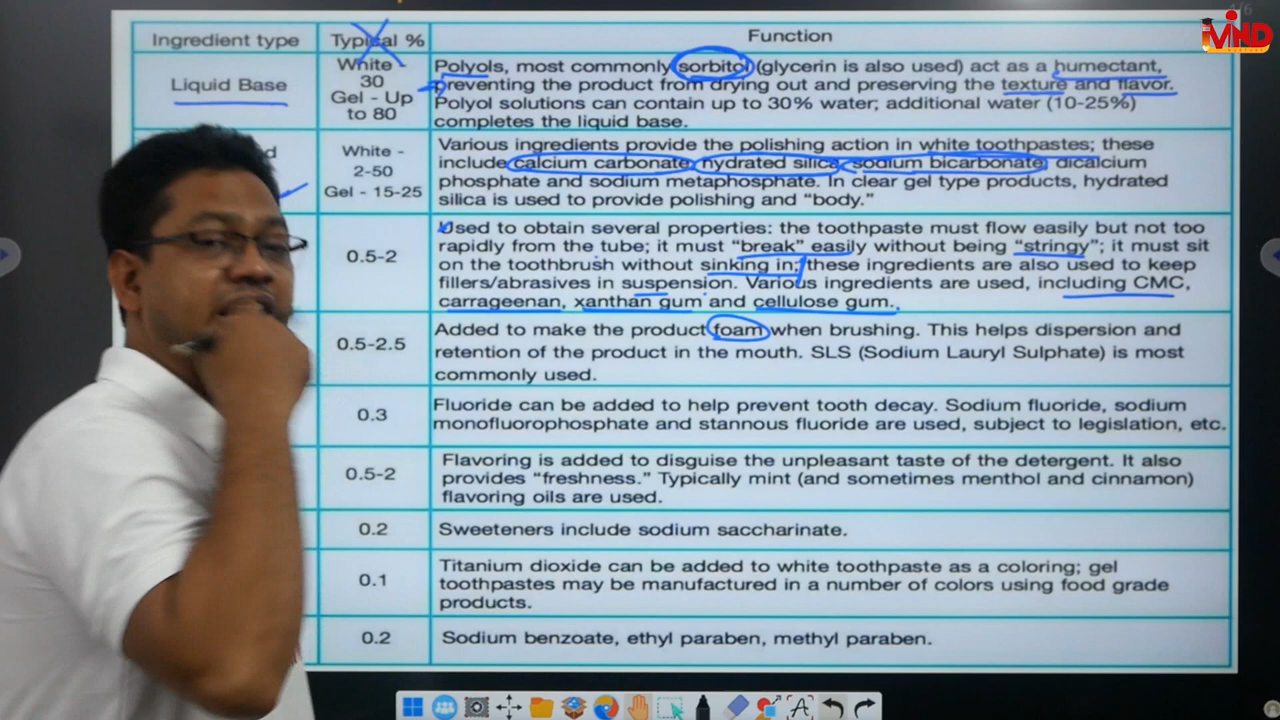 4/6
iVIND
Ingredient type
Typical %
Function
Liquid Base
White -
30
Gel - Up
to 80
Polyols, most commonly sorbitol (glycerin is also used) act as a humectant,
preventing the product from drying out and preserving the texture and flavor.
Polyol solutions can contain up to 30% water; additional water (10-25%)
completes the liquid base.
White -
2-50
Gel - 15-25
Various ingredients provide the polishing action in white toothpastes; these
include calcium carbonate, hydrated silica, sodium bicarbonate, dicalcium
phosphate and sodium metaphosphate. In clear gel type products, hydrated
silica is used to provide polishing and “body.”
0.5-2
Used to obtain several properties: the toothpaste must flow easily but not too
rapidly from the tube; it must “break” easily without being “stringy”; it must sit
on the toothbrush without sinking in; these ingredients are also used to keep
fillers/abrasives in suspension. Various ingredients are used, including CMC,
carrageenan, xanthan gum and cellulose gum.
0.5-2.5
Added to make the product foam when brushing. This helps dispersion and
retention of the product in the mouth. SLS (Sodium Lauryl Sulphate) is most
commonly used.
0.3
Fluoride can be added to help prevent tooth decay. Sodium fluoride, sodium
monofluorophosphate and stannous fluoride are used, subject to legislation, etc.
0.5-2
Flavoring is added to disguise the unpleasant taste of the detergent. It also
provides “freshness.” Typically mint (and sometimes menthol and cinnamon)
flavoring oils are used.
0.2
Sweeteners include sodium saccharinate.
0.1
Titanium dioxide can be added to white toothpaste as a coloring; gel
toothpastes may be manufactured in a number of colors using food grade
products.
0.2
Sodium benzoate, ethyl paraben, methyl paraben.